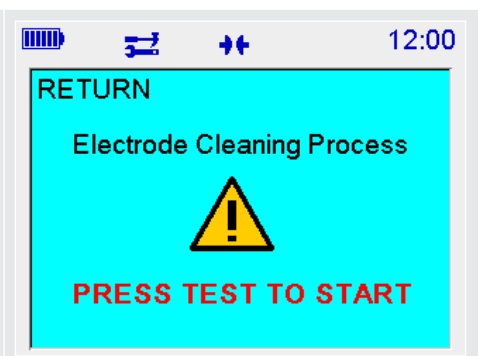 12:00
RETURN
Electrode Cleaning Process
PRESS TEST TO START